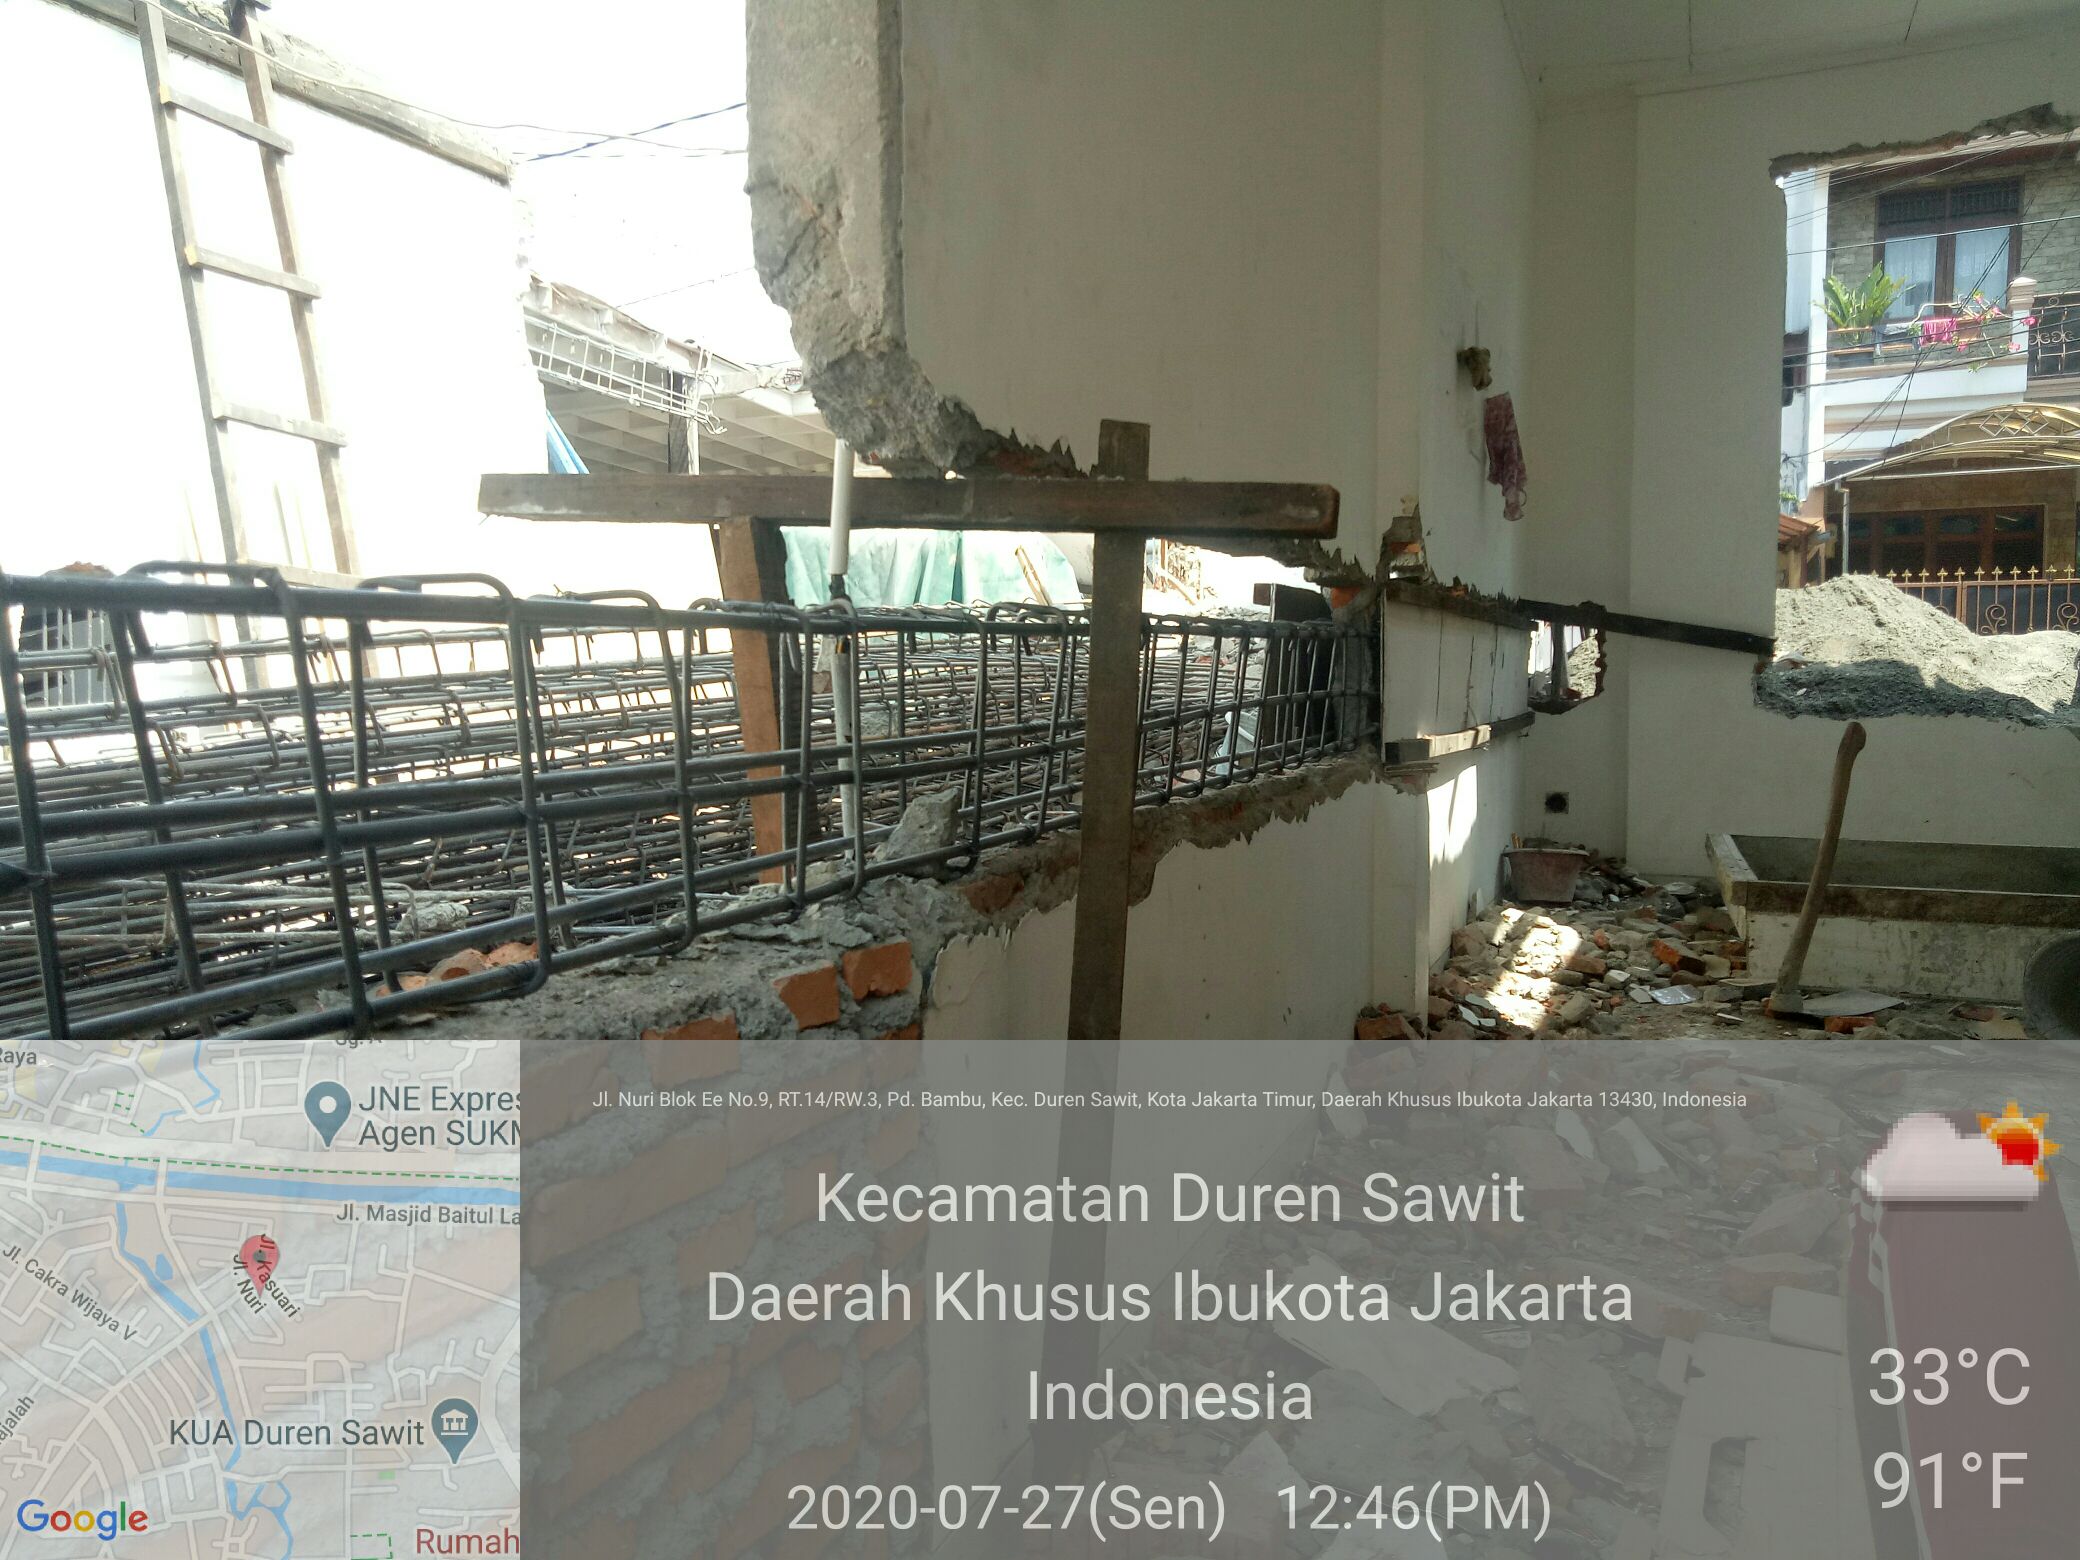 Raya
JNE Expres
Agen SUKM
Jl. Masjid Baitul La
Jl. Cakra Wijaya V
Jl. Kasuari
Jl. Nuri
KUA Duren Sawit
Google
Rumah
Jl. Nuri Blok Ee No.9, RT.14/RW.3, Pd. Bambu, Kec. Duren Sawit, Kota Jakarta Timur, Daerah Khusus Ibukota Jakarta 13430, Indonesia
Kecamatan Duren Sawit
Daerah Khusus Ibukota Jakarta
Indonesia
2020-07-27(Sen) 12:46(PM)
33°C
91°F